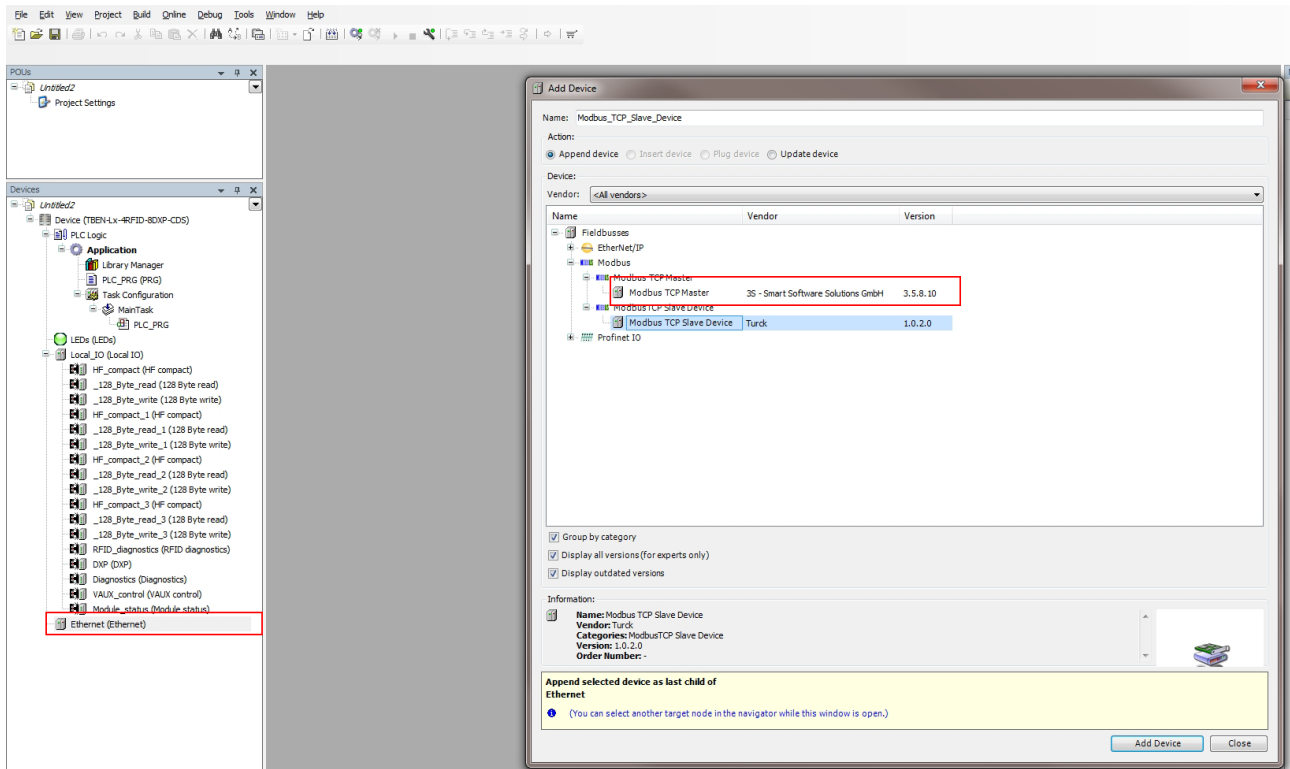 File Edit View Project Build Online Debug Tools Window Help
POUs
Untitled2
Project Settings
Devices
Untitled2
Device (TBEN-Lx-4RFID-8DXP-CDS)
PLC Logic
Application
Library Manager
PLC_PRG (PRG)
Task Configuration
MainTask
PLC_PRG
LEDs (LEDs)
Local_IO (Local IO)
HF_compact (HF compact)
_128_Byte_read (128 Byte read)
_128_Byte_write (128 Byte write)
HF_compact_1 (HF compact)
_128_Byte_read_1 (128 Byte read)
_128_Byte_write_1 (128 Byte write)
HF_compact_2 (HF compact)
_128_Byte_read_2 (128 Byte read)
_128_Byte_write_2 (128 Byte write)
HF_compact_3 (HF compact)
_128_Byte_read_3 (128 Byte read)
_128_Byte_write_3 (128 Byte write)
RFID_diagnostics (RFID diagnostics)
DXP (DXP)
Diagnostics (Diagnostics)
VAUX_control (VAUX control)
Module_status (Module status)
Ethernet (Ethernet)
Add Device
Name: Modbus_TCP_Slave_Device
Action:
Append device Insert device Plug device Update device
Device:
Vendor: <All vendors>
Name Vendor Version
Fieldbusses
EtherNet/IP
Modbus
Modbus TCP Master
Modbus TCP Master 3S - Smart Software Solutions GmbH 3.5.8.10
ModbusTCP Slave Device
Modbus TCP Slave Device Turck 1.0.2.0
Profinet IO
Group by category
Display all versions (for experts only)
Display outdated versions
Information:
Name: Modbus TCP Slave Device
Vendor: Turck
Categories: ModbusTCP Slave Device
Version: 1.0.2.0
Order Number: -
Append selected device as last child of
Ethernet
(You can select another target node in the navigator while this window is open.)
Add Device Close